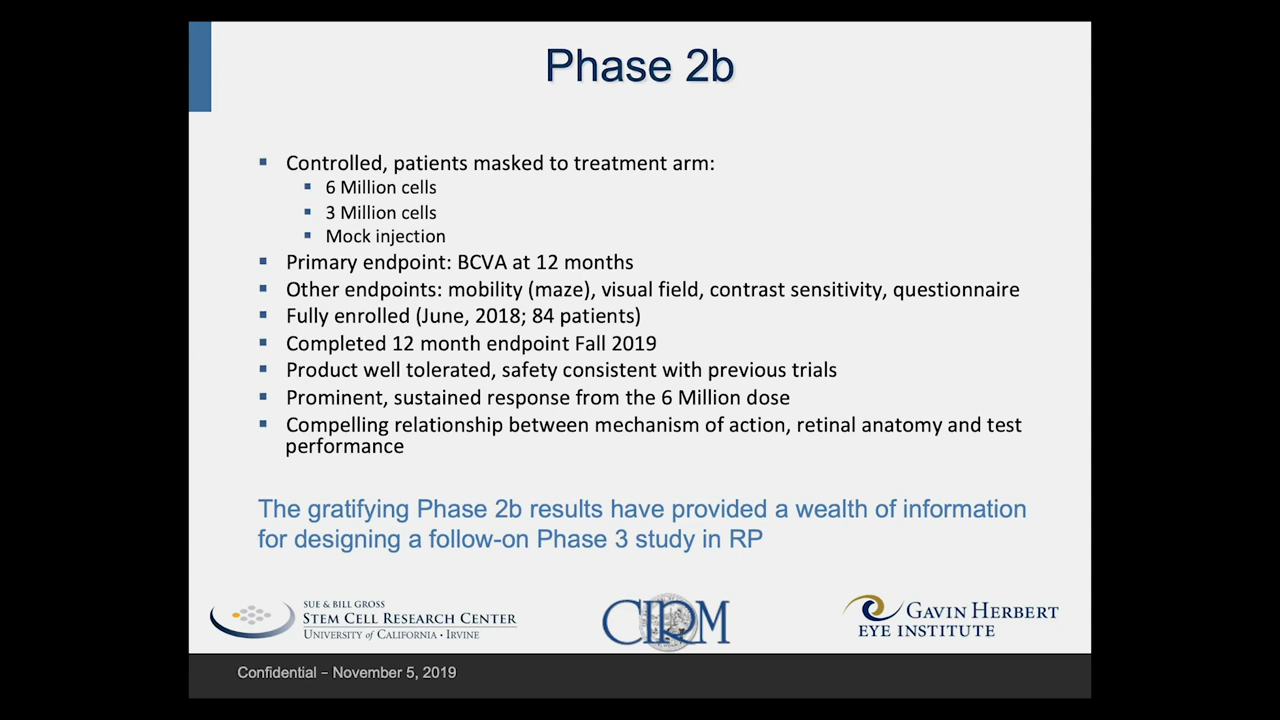 Phase 2b
Controlled, patients masked to treatment arm:
6 Million cells
3 Million cells
Mock injection
Primary endpoint: BCVA at 12 months
Other endpoints: mobility (maze), visual field, contrast sensitivity, questionnaire
Fully enrolled (June, 2018; 84 patients)
Completed 12 month endpoint Fall 2019
Product well tolerated, safety consistent with previous trials
Prominent, sustained response from the 6 Million dose
Compelling relationship between mechanism of action, retinal anatomy and test
performance
The gratifying Phase 2b results have provided a wealth of information
for designing a follow-on Phase 3 study in RP
SUE & BILL GROSS
STEM CELL RESEARCH CENTER
UNIVERSITY of CALIFORNIA • IRVINE
CIRM
GAVIN HERBERT
EYE INSTITUTE
Confidential – November 5, 2019